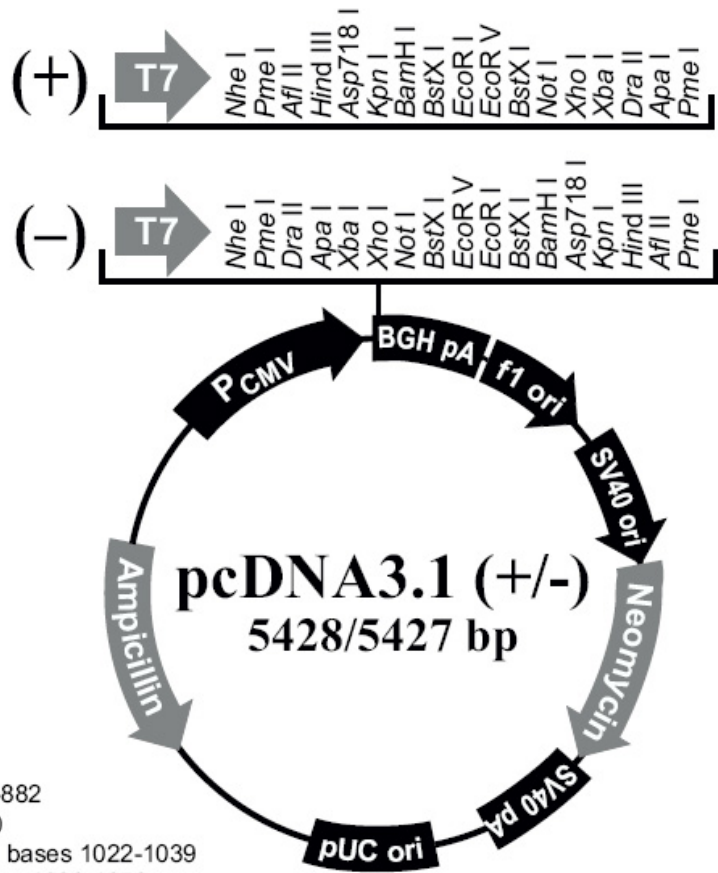 (+) T7 Nhe I Pme I Afl II Hind III Asp718 I Kpn I BamH I BstX I EcoR I EcoR V BstX I Not I Xho I Xba I Dra II Apa I Pme I
(–) T7 Nhe I Pme I Dra II Apa I Xba I Xho I Not I BstX I EcoR V EcoR I BstX I BamH I Asp718 I Kpn I Hind III Afl II Pme I
PCMV
BGH pA
f1 ori
SV40 ori
Neomycin
SV40 pA
pUC ori
Ampicillin
pcDNA3.1 (+/-)
5428/5427 bp
882
)
bases 1022-1039